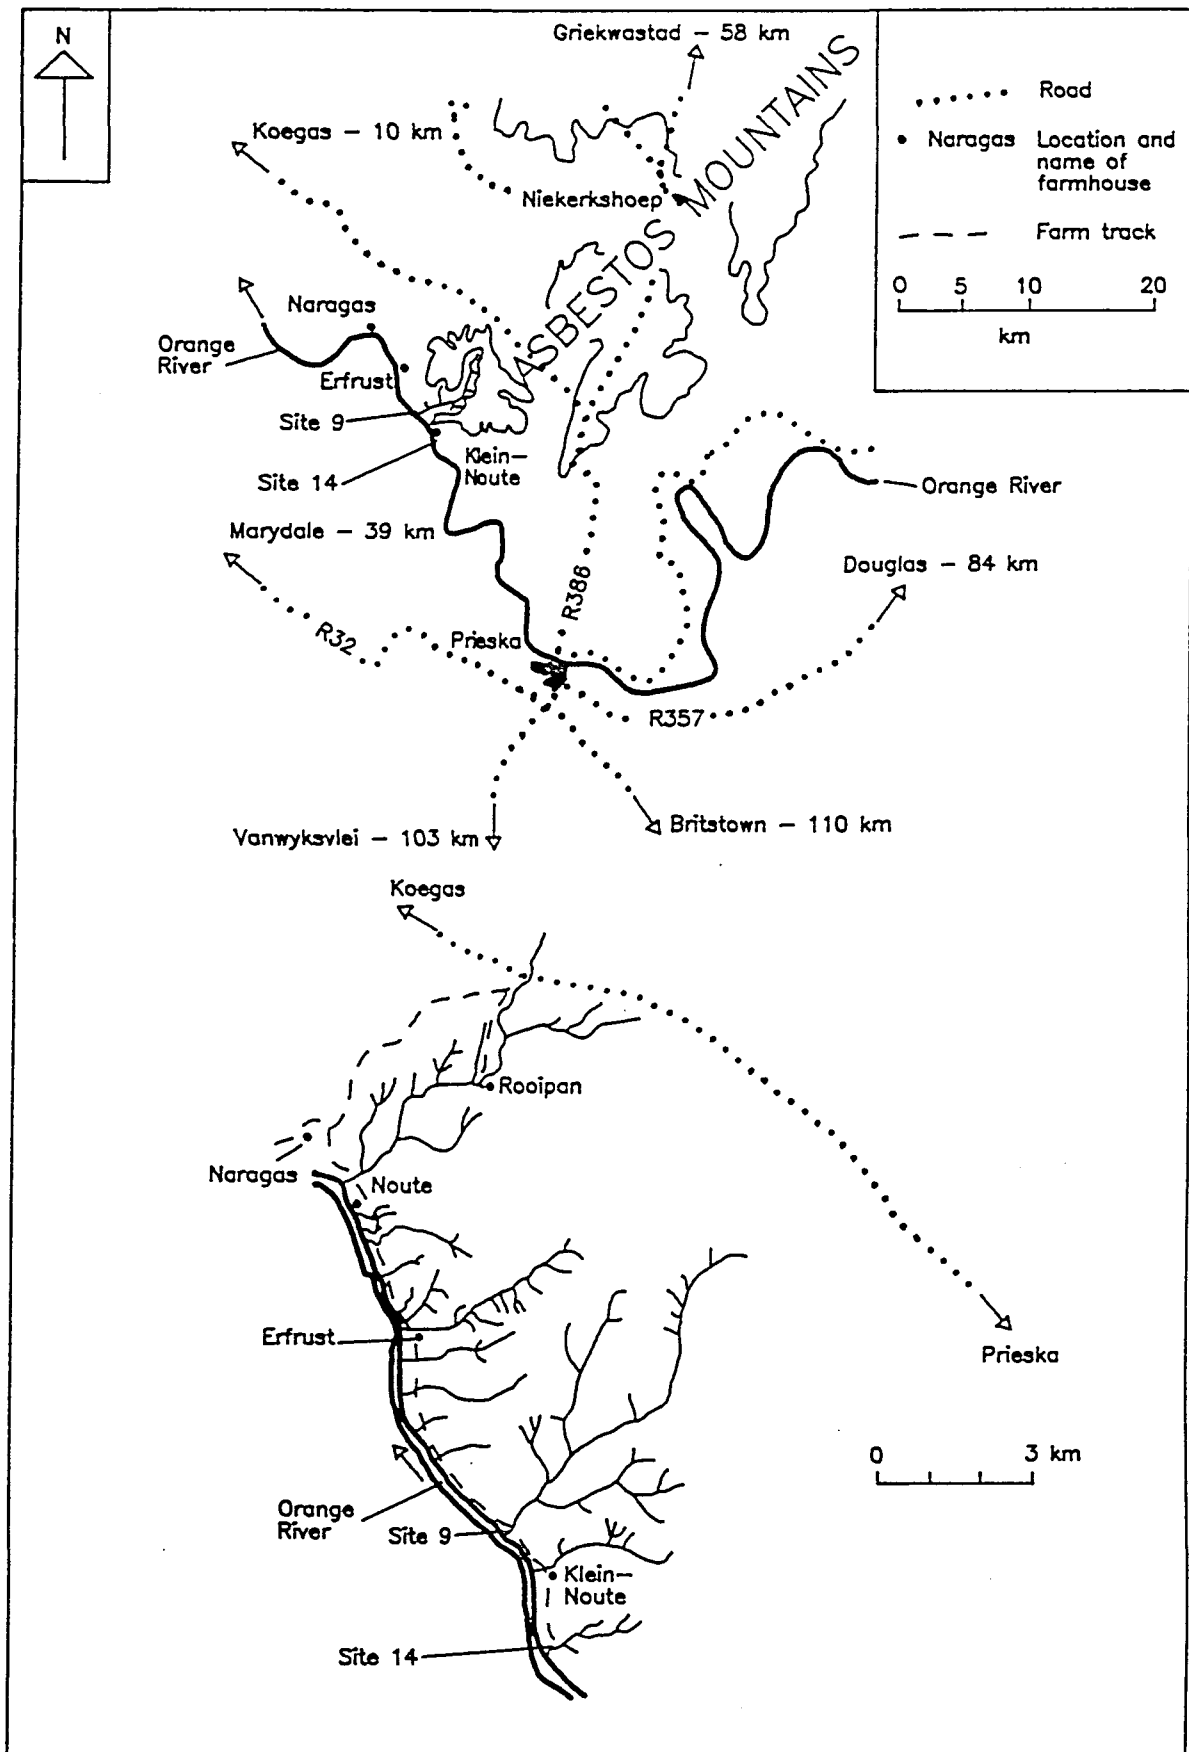 N
Griekwastad – 58 km
Koegas – 10 km
Niekerkshoep
ASBESTOS MOUNTAINS
Road
Naragas Location and
name of
farmhouse
Farm track
0 5 10 20
km
Naragas
Orange
River
Erfrust
Site 9
Klein–
Noute
Site 14
Orange River
Marydale – 39 km
Douglas – 84 km
R386
R32
Prieska
R357
Vanwyksvlei – 103 km
Britstown – 110 km
Koegas
Rooipan
Naragas
Noute
Erfrust
Prieska
0 3 km
Orange
River
Site 9
Klein–
Noute
Site 14